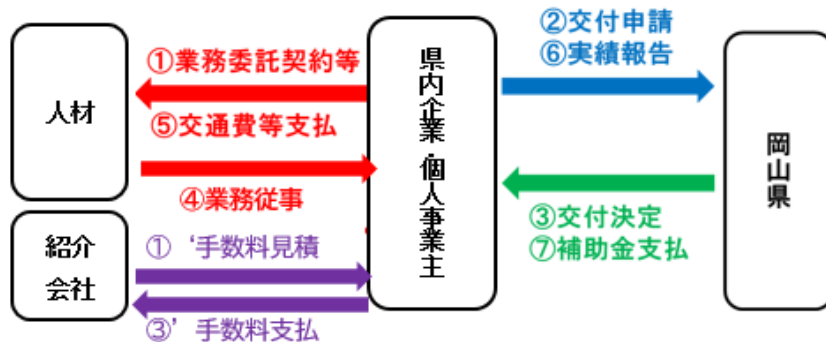 人材
①業務委託契約等
⑤交通費等支払
④業務従事
紹介
会社
①‘手数料見積
③’手数料支払
県内企業・個人事業主
②交付申請
⑥実績報告
③交付決定
⑦補助金支払
岡山県